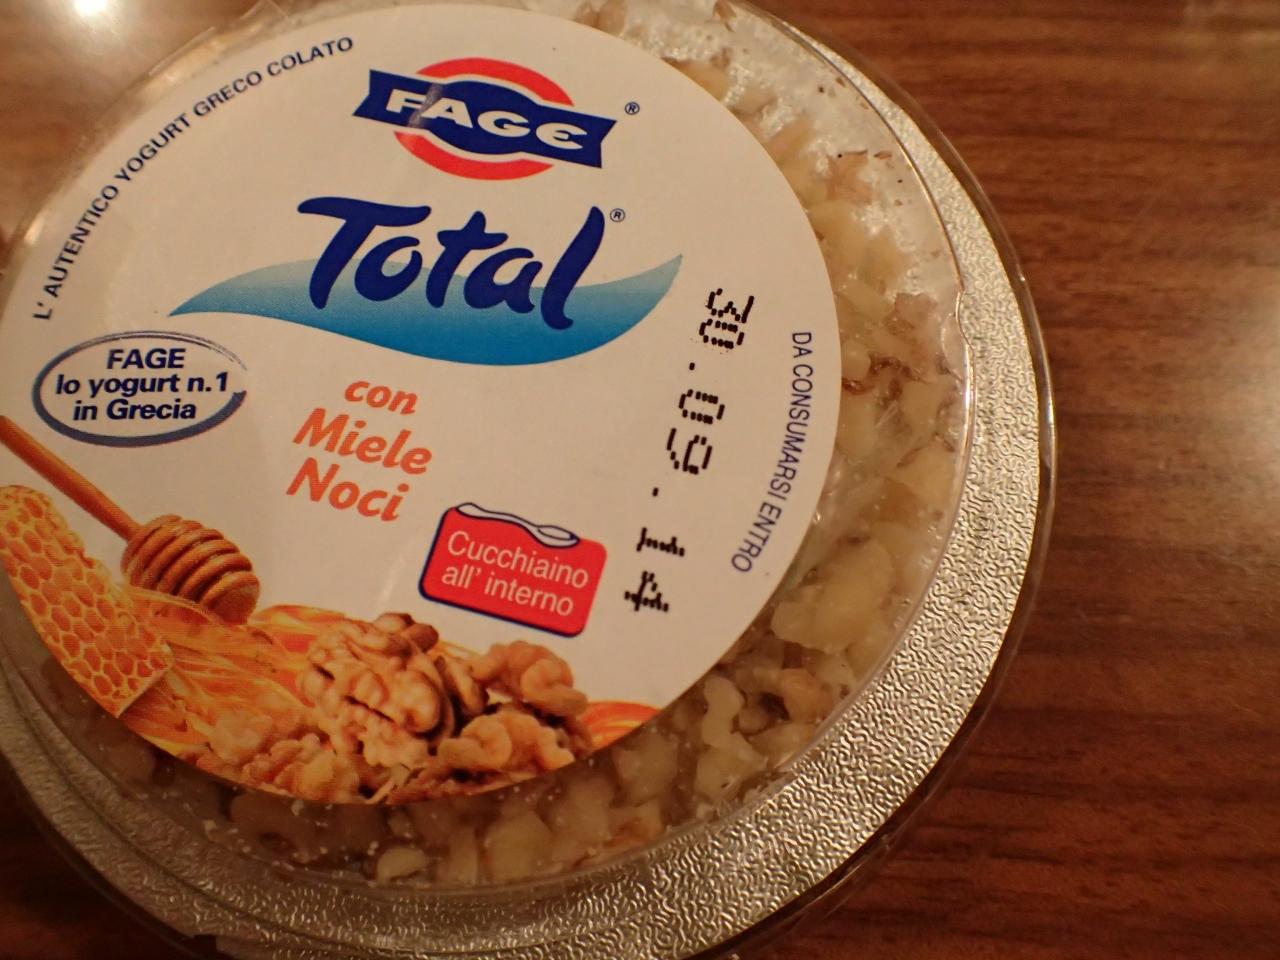 L' AUTENTICO YOGURT GRECO COLATO
FAGE®
Total®
FAGE
lo yogurt n.1
in Grecia
con
Miele
Noci
Cucchiaino
all' interno
DA CONSUMARSI ENTRO
30.09.14